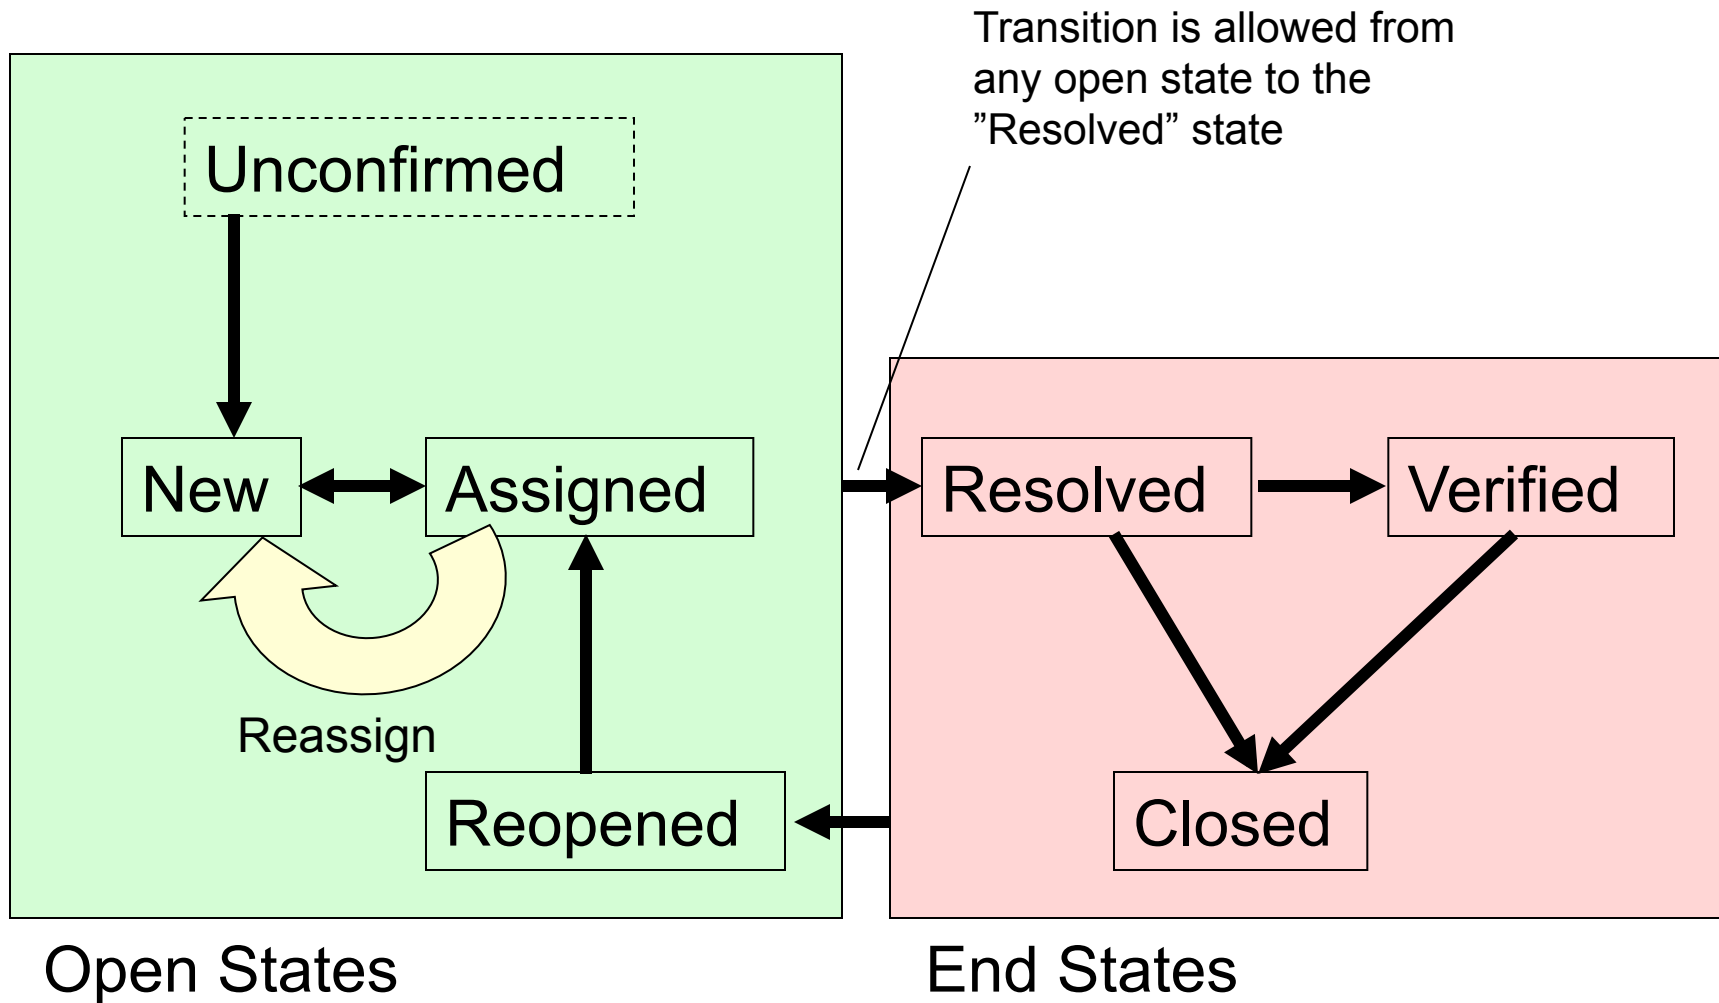 Transition is allowed from
any open state to the
”Resolved” state
Unconfirmed
New
Assigned
Resolved
Verified
Reassign
Reopened
Closed
Open States
End States